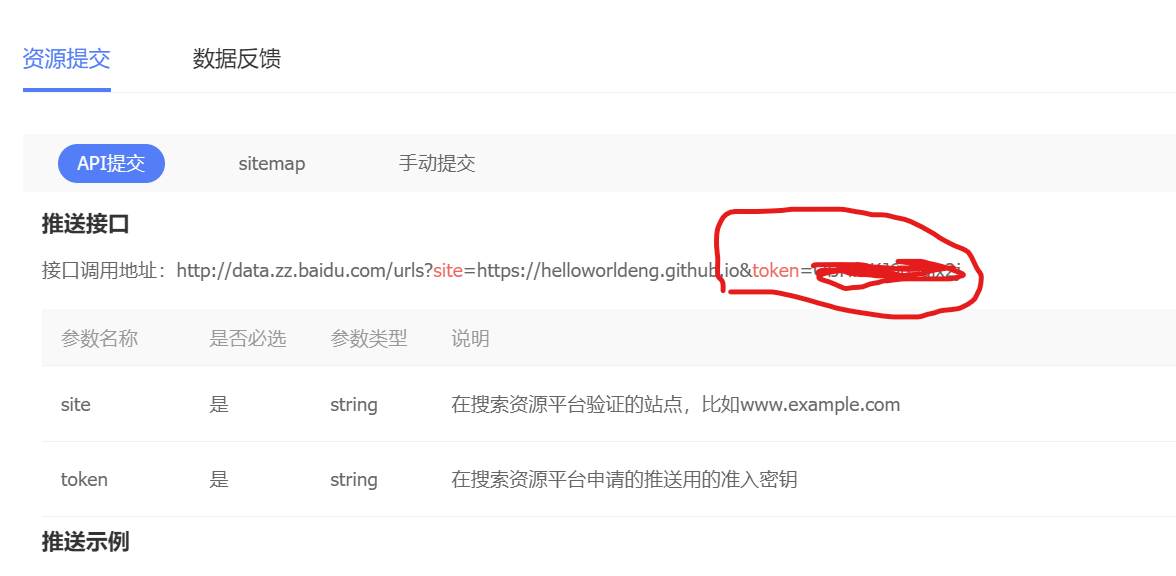 资源提交 数据反馈
API提交 sitemap 手动提交
推送接口
接口调用地址：http://data.zz.baidu.com/urls?site=https://helloworldeng.github.io&token=
参数名称 是否必选 参数类型 说明
site 是 string 在搜索资源平台验证的站点，比如www.example.com
token 是 string 在搜索资源平台申请的推送用的准入密钥
推送示例